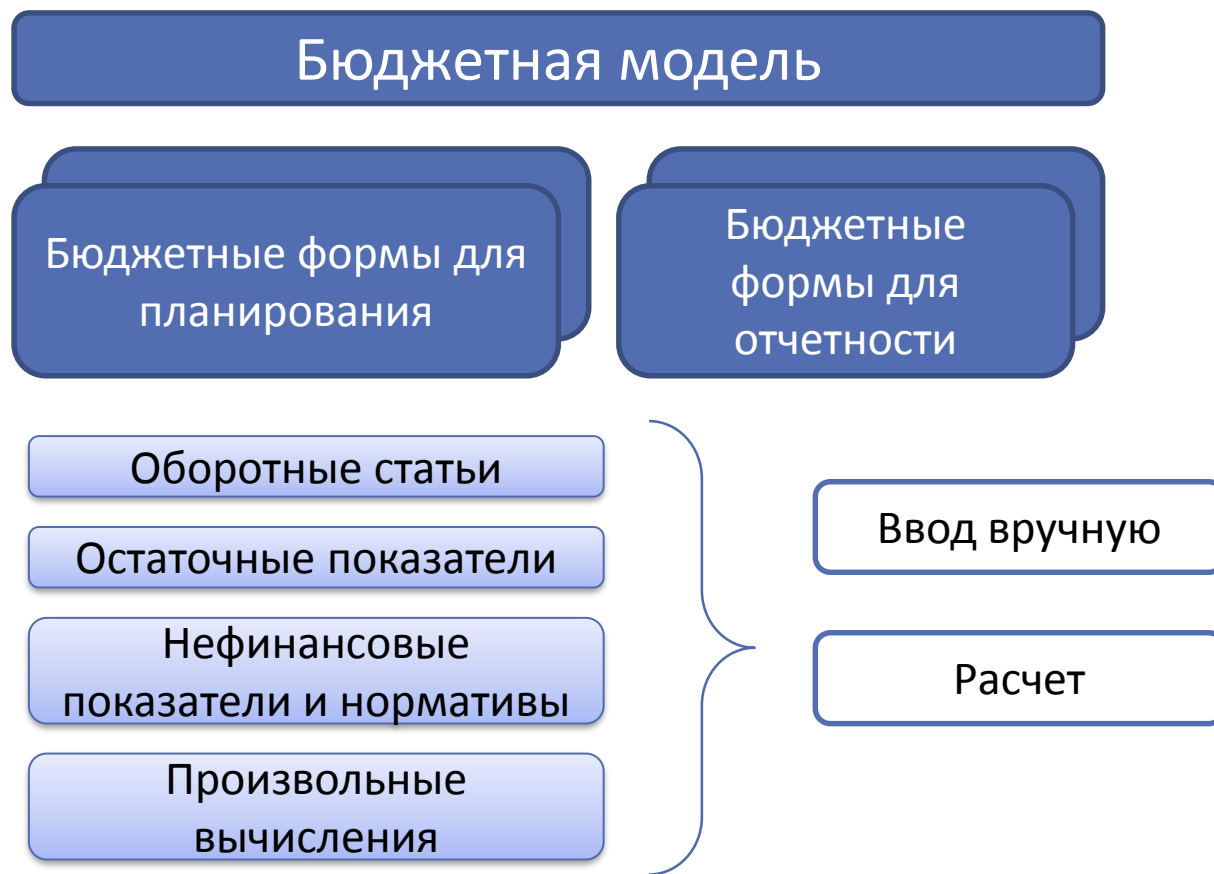 Бюджетная модель
Бюджетные формы для
планирования
Бюджетные
формы для
отчетности
Оборотные статьи
Остаточные показатели
Нефинансовые
показатели и нормативы
Произвольные
вычисления
Ввод вручную
Расчет